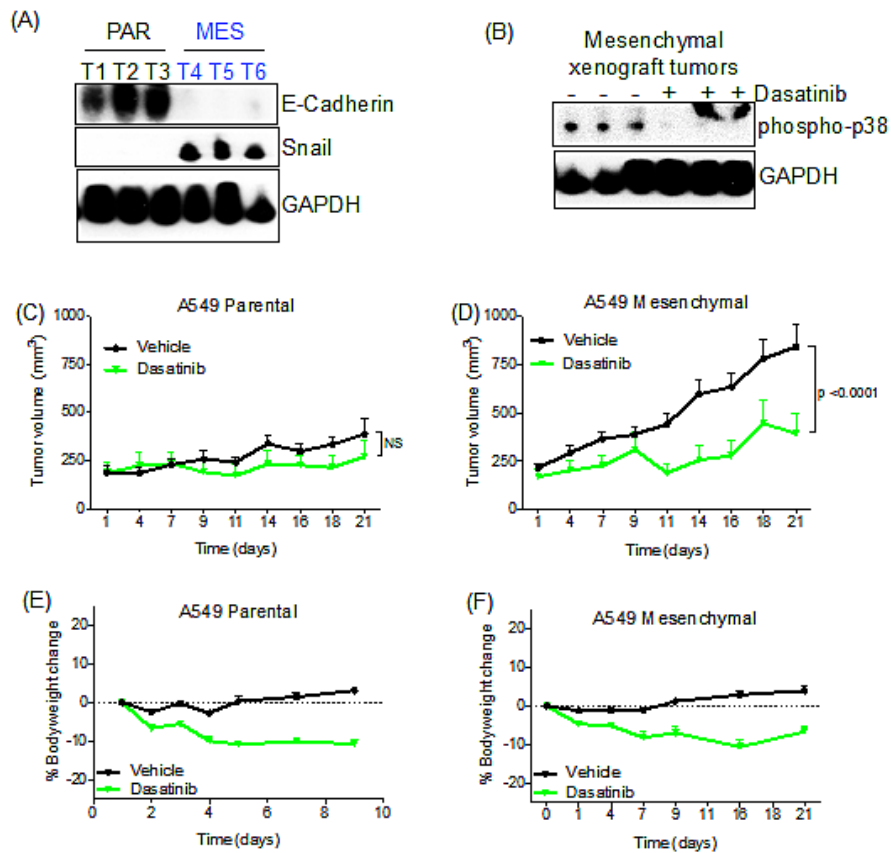 (A)
PAR MES
T1 T2 T3 T4 T5 T6
E-Cadherin
Snail
GAPDH
(B)
Mesenchymal
xenograft tumors
- - - + + + Dasatinib
phospho-p38
GAPDH
(C)
A549 Parental
1000
750
500
250
0
Tumor volume (mm³)
Vehicle
Dasatinib
NS
1 4 7 9 11 14 16 18 21
Time (days)
(D)
A549 Mesenchymal
1000
750
500
250
0
Tumor volume (mm³)
Vehicle
Dasatinib
p <0.0001
1 4 7 9 11 14 16 18 21
Time (days)
(E)
A549 Parental
20
10
0
-10
-20
% Bodyweight change
Vehicle
Dasatinib
0 2 4 6 8 10
Time (days)
(F)
A549 Mesenchymal
20
10
0
-10
-20
% Bodyweight change
Vehicle
Dasatinib
0 1 4 7 9 11 14 16 18 21
Time (days)